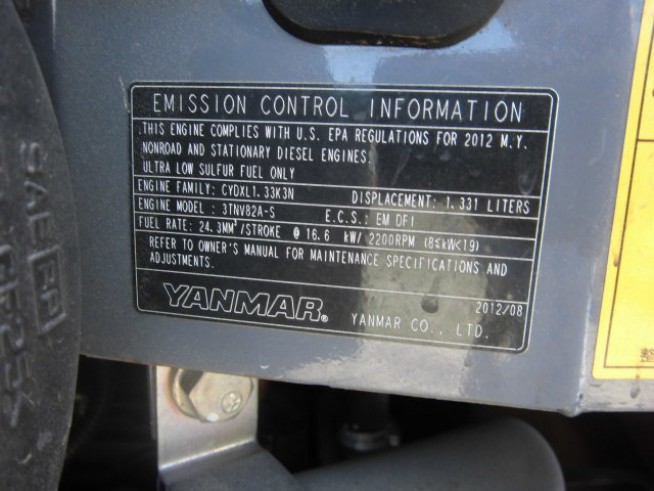 EMISSION CONTROL INFORMATION
THIS ENGINE COMPLIES WITH U.S. EPA REGULATIONS FOR 2012 M.Y.
NONROAD AND STATIONARY DIESEL ENGINES.
ULTRA LOW SULFUR FUEL ONLY
ENGINE FAMILY: CYDXL1.33K3N DISPLACEMENT: 1.331 LITERS
ENGINE MODEL: 3TNV82A-S E.C.S.: EM DFI
FUEL RATE: 24.3MM³/STROKE @ 16.6 kW/ 2200RPM (8≤kW<19)
REFER TO OWNER'S MANUAL FOR MAINTENANCE SPECIFICATIONS AND
ADJUSTMENTS.
2012/08
YANMAR® YANMAR CO., LTD.